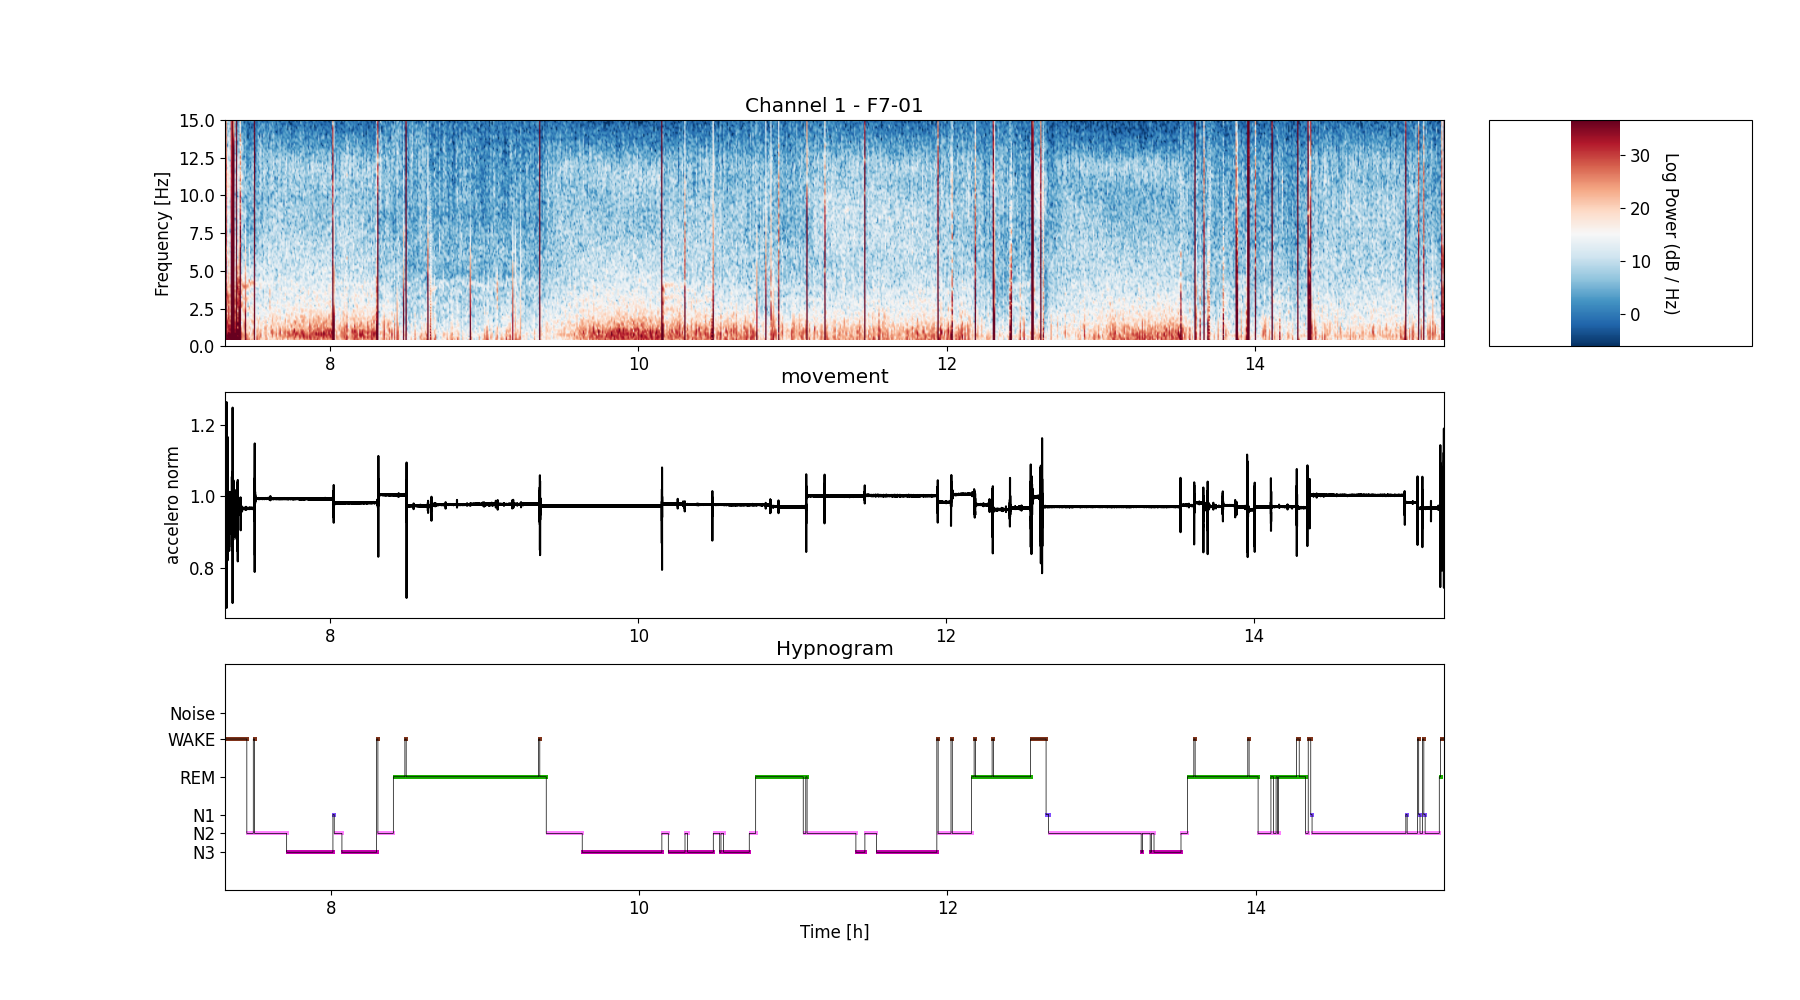 Channel 1 - F7-01
15.0
12.5
10.0
7.5
5.0
2.5
0.0
Frequency [Hz]
8 10 12 14
30
20
10
0
Log Power (dB / Hz)
movement
1.2
1.0
0.8
accelero norm
8 10 12 14
Hypnogram
Noise
WAKE
REM
N1
N2
N3
8 10 12 14
Time [h]